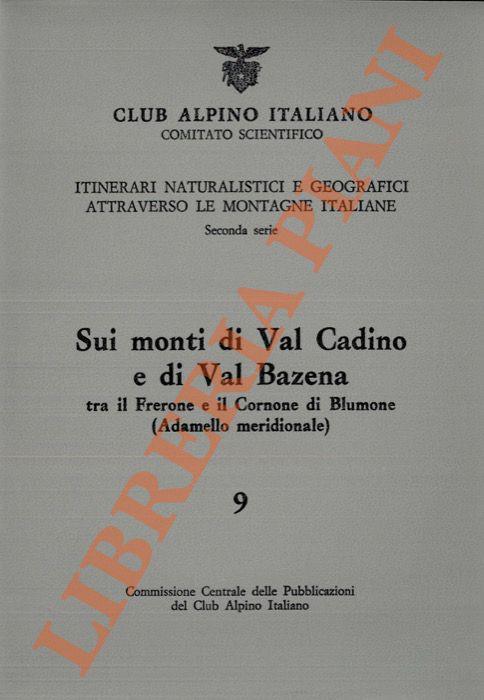 CLUB ALPINO ITALIANO
COMITATO SCIENTIFICO
ITINERARI NATURALISTICI E GEOGRAFICI
ATTRAVERSO LE MONTAGNE ITALIANE
Seconda serie
Sui monti di Val Cadino
e di Val Bazena
tra il Frerone e il Cornone di Blumone
(Adamello meridionale)
9
Commissione Centrale delle Pubblicazioni
del Club Alpino Italiano
LIBRERIA PIANI